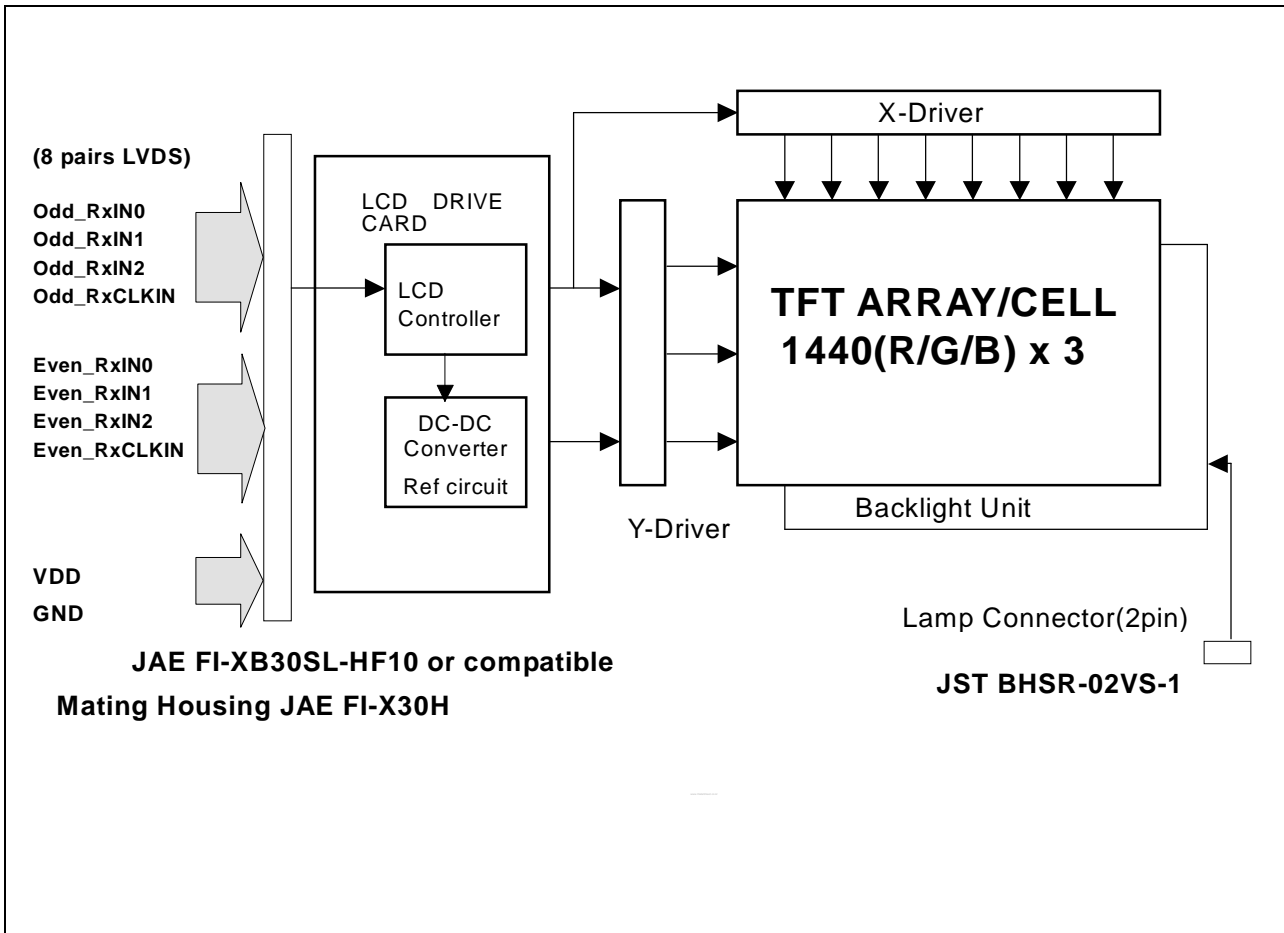 (8 pairs LVDS)
Odd_RxIN0
Odd_RxIN1
Odd_RxIN2
Odd_RxCLKIN
Even_RxIN0
Even_RxIN1
Even_RxIN2
Even_RxCLKIN
VDD
GND
LCD DRIVE
CARD
LCD
Controller
DC-DC
Converter
Ref circuit
X-Driver
Y-Driver
TFT ARRAY/CELL
1440(R/G/B) x 3
Backlight Unit
Lamp Connector(2pin)
JST BHSR-02VS-1
JAE FI-XB30SL-HF10 or compatible
Mating Housing JAE FI-X30H